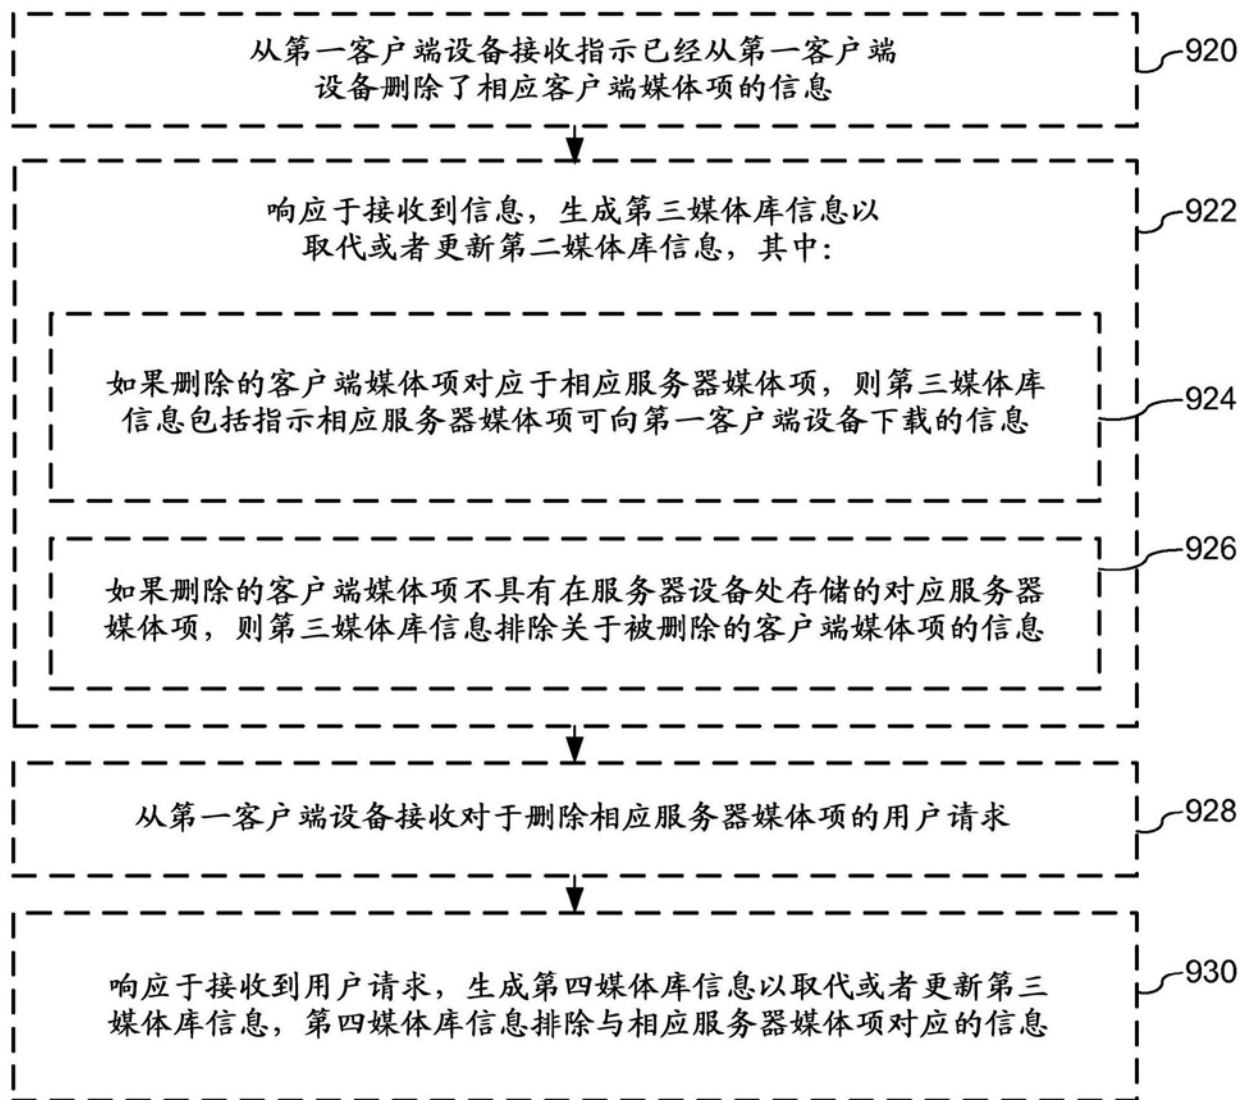 从第一客户端设备接收指示已经从第一客户端
设备删除了相应客户端媒体项的信息
920
响应于接收到信息，生成第三媒体库信息以
取代或者更新第二媒体库信息，其中：
922
如果删除的客户端媒体项对应于相应服务器媒体项，则第三媒体库
信息包括指示相应服务器媒体项可向第一客户端设备下载的信息
924
如果删除的客户端媒体项不具有在服务器设备处存储的对应服务器
媒体项，则第三媒体库信息排除关于被删除的客户端媒体项的信息
926
从第一客户端设备接收对于删除相应服务器媒体项的用户请求
928
响应于接收到用户请求，生成第四媒体库信息以取代或者更新第三
媒体库信息，第四媒体库信息排除与相应服务器媒体项对应的信息
930